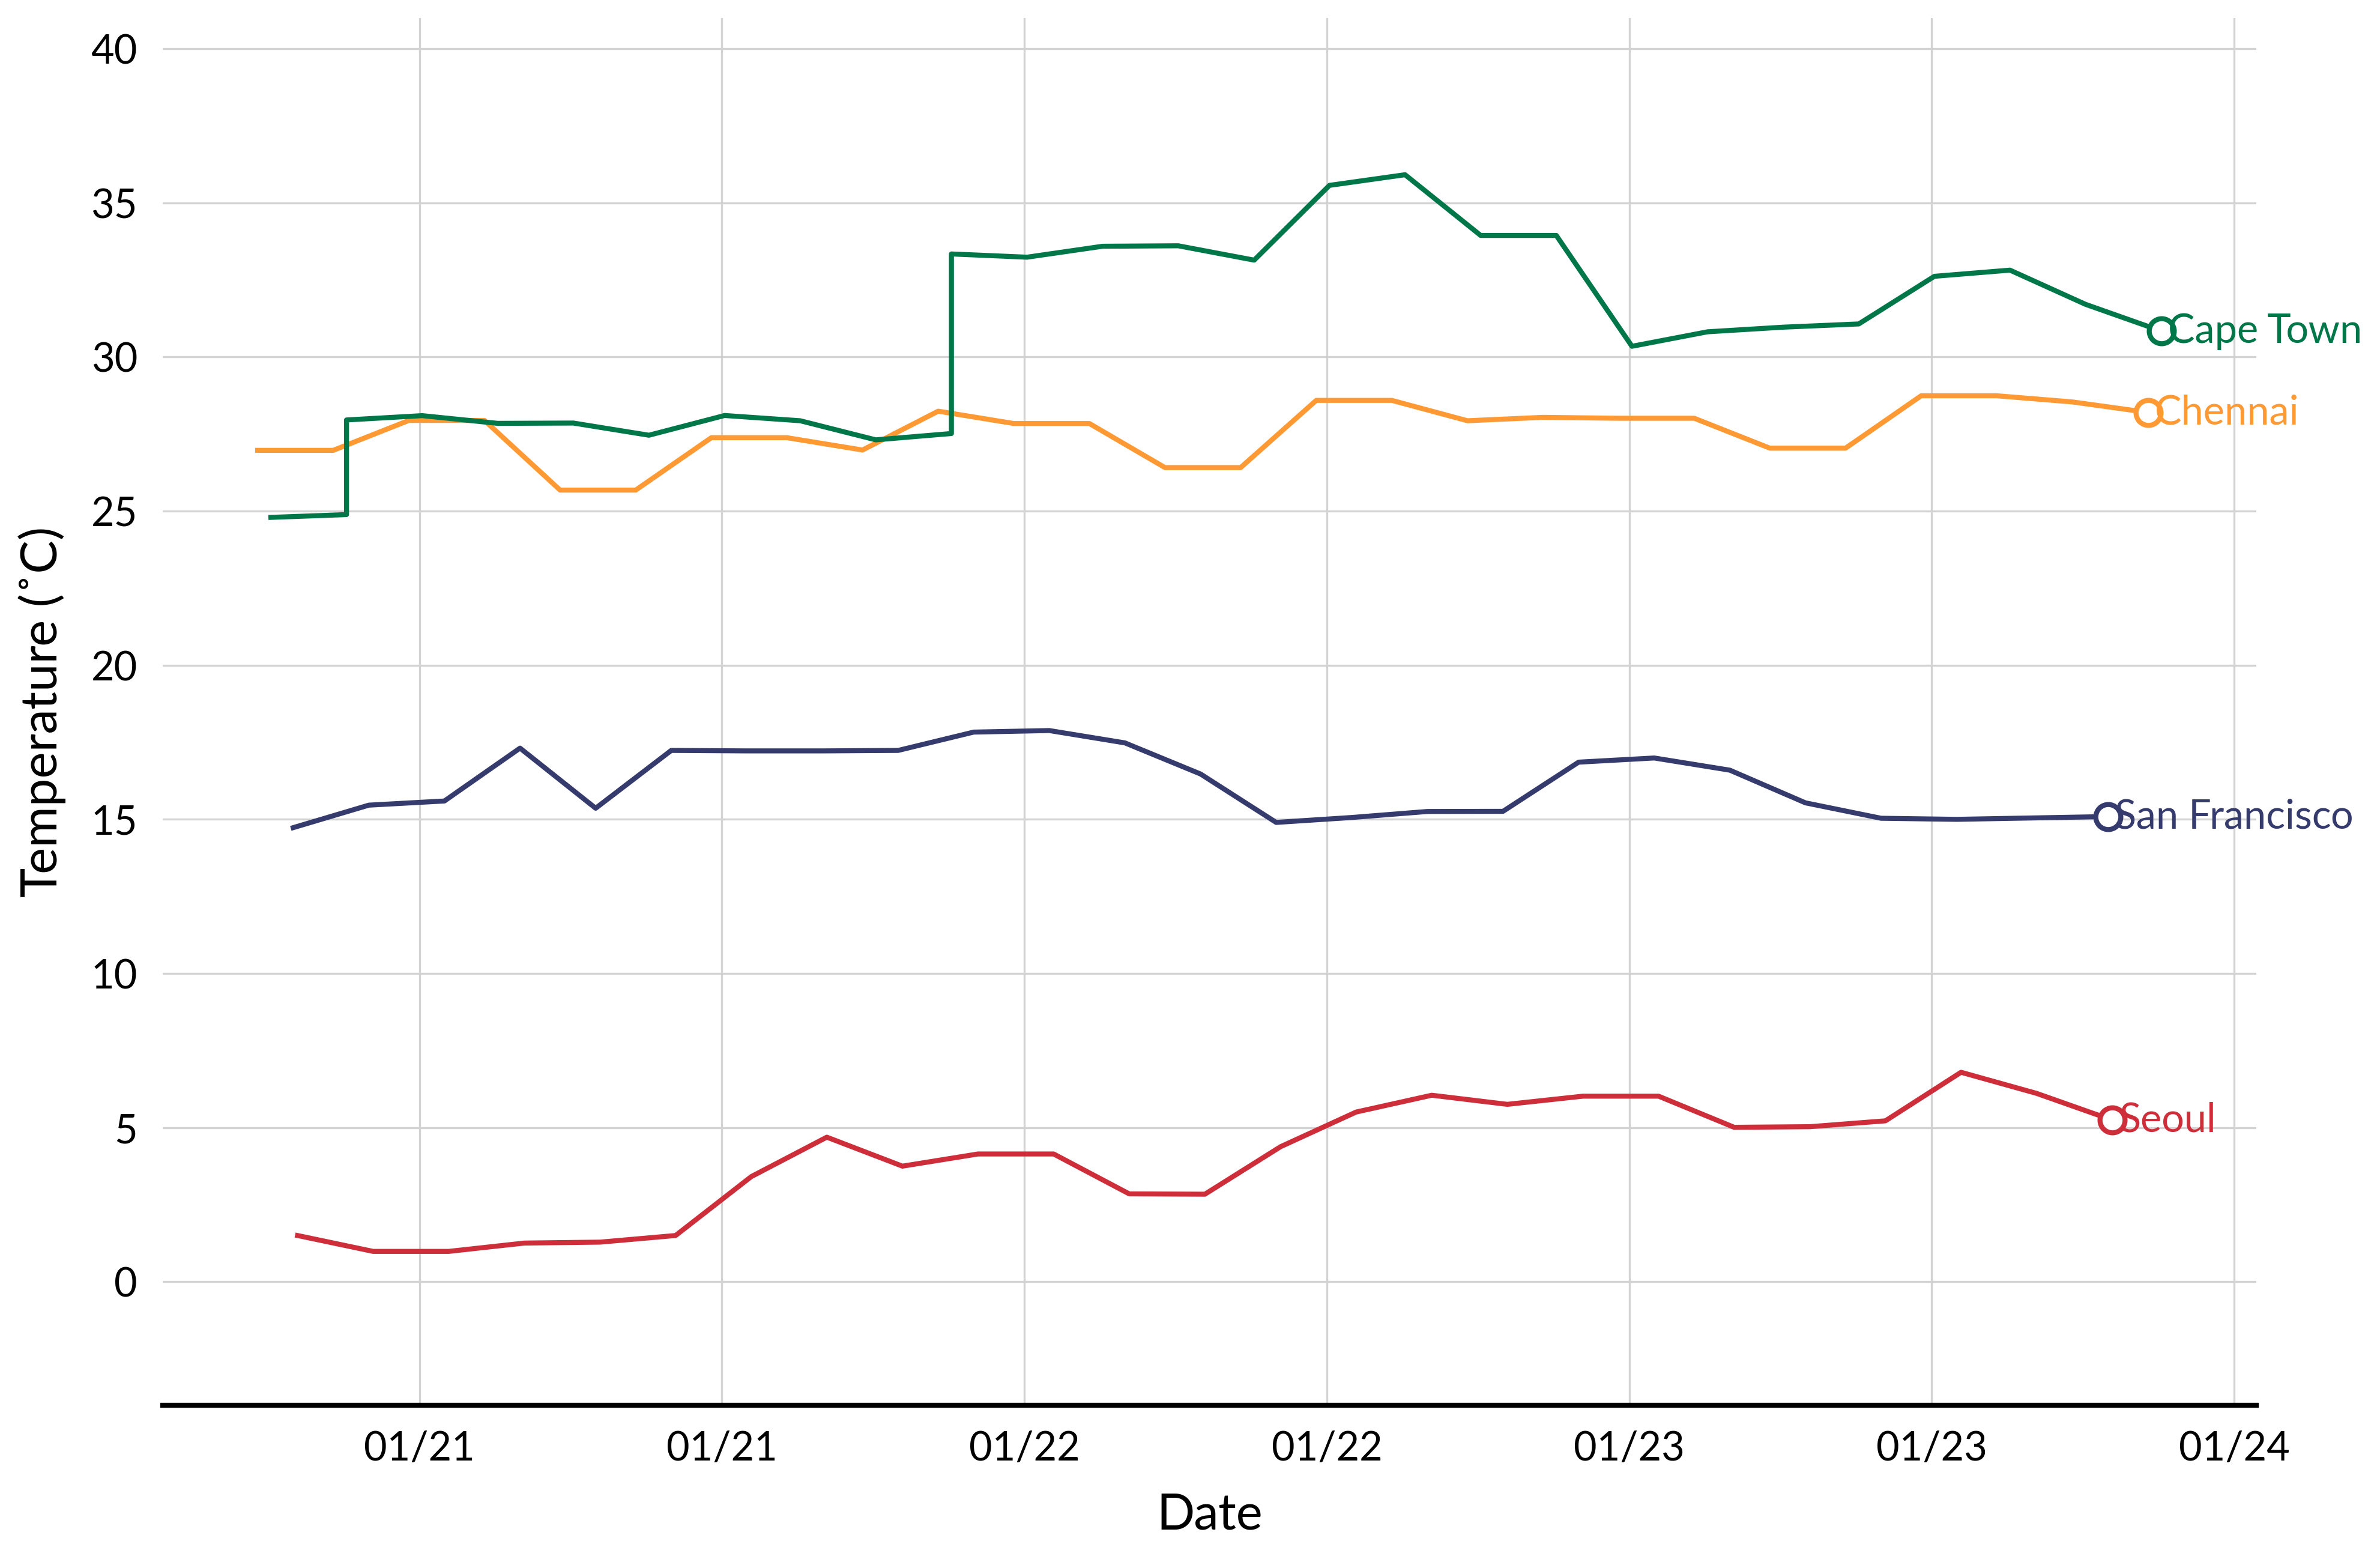 40
35
30
25
20
15
10
5
0
Temperature (°C)
Cape Town
Chennai
San Francisco
Seoul
01/21 01/21 01/22 01/22 01/23 01/23 01/24
Date